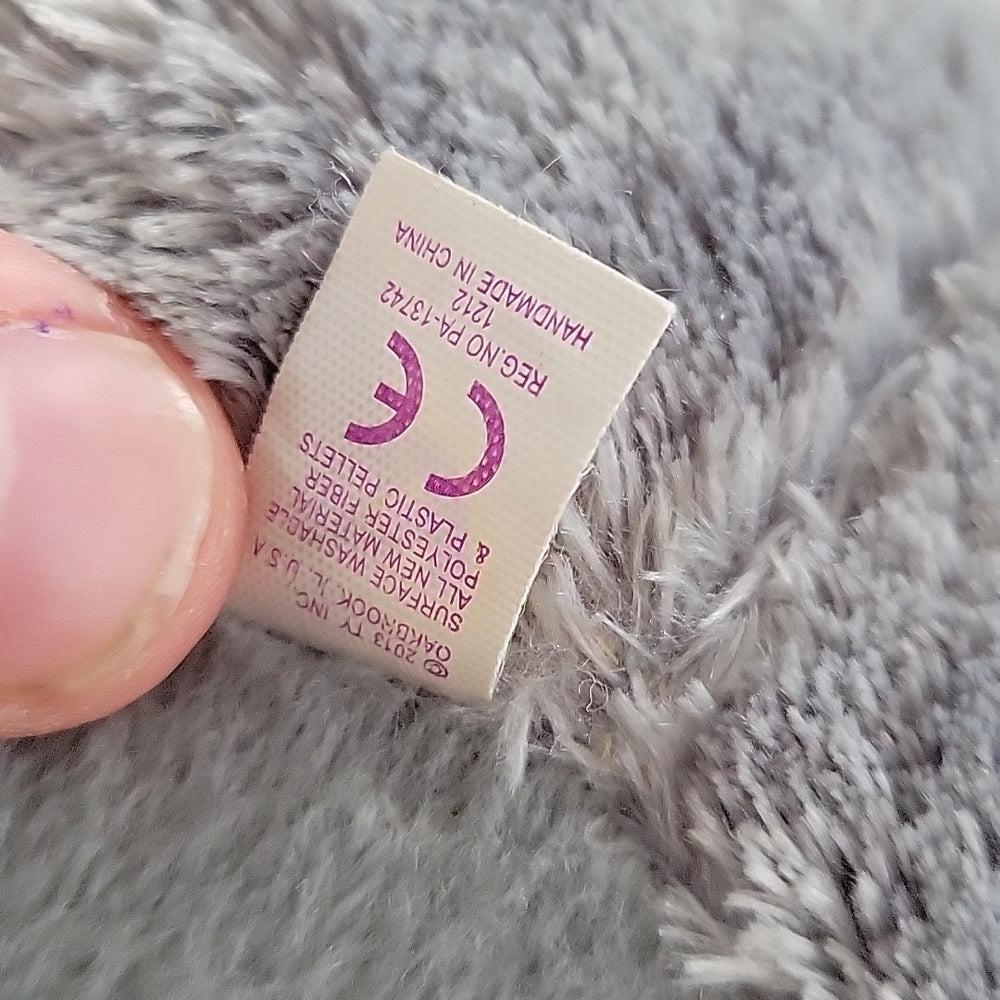 © 2013 TY INC.
OAKBROOK, IL U.S.A
SURFACE WASHABLE
ALL NEW MATERIAL
POLYESTER FIBER
& PLASTIC PELLETS
CE
REG.NO PA-13742
1212
HANDMADE IN CHINA